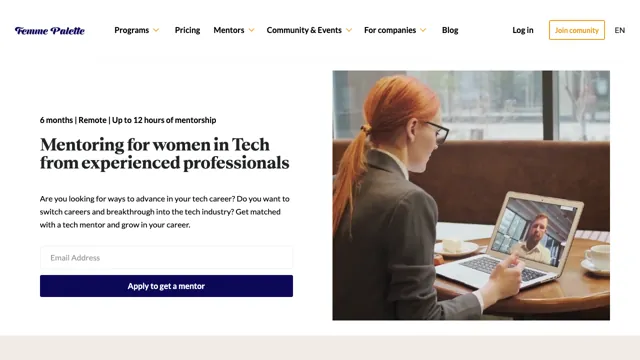 Femme Palette
Programs
Pricing
Mentors
Community & Events
For companies
Blog
Log in
Join comunity
EN
6 months | Remote | Up to 12 hours of mentorship
Mentoring for women in Tech
from experienced professionals
Are you looking for ways to advance in your tech career? Do you want to
switch careers and breakthrough into the tech industry? Get matched
with a tech mentor and grow in your career.
Email Address
Apply to get a mentor